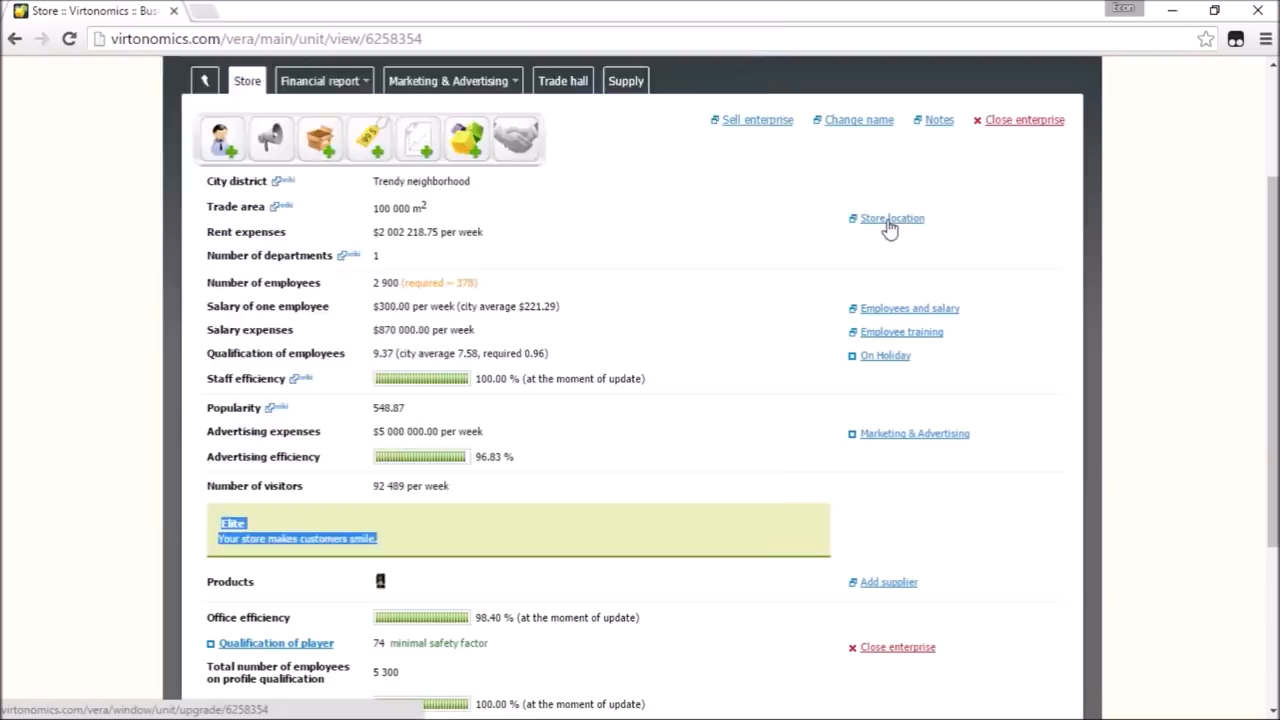 Store :: Virtonomics :: Bus
Econ
virtonomics.com/vera/main/unit/view/6258354
Store
Financial report
Marketing & Advertising
Trade hall
Supply
Sell enterprise
Change name
Notes
Close enterprise
City district wiki Trendy neighborhood
Trade area wiki 100 000 m2
Store location
Rent expenses $2 002 218.75 per week
Number of departments wiki 1
Number of employees 2 900 (required ~ 378)
Salary of one employee $300.00 per week (city average $221.29) Employees and salary
Salary expenses $870 000.00 per week Employee training
Qualification of employees 9.37 (city average 7.58, required 0.96) On Holiday
Staff efficiency wiki 100.00 % (at the moment of update)
Popularity wiki 548.87
Advertising expenses $5 000 000.00 per week Marketing & Advertising
Advertising efficiency 96.83 %
Number of visitors 92 489 per week
Elite
Your store makes customers smile.
Products Add supplier
Office efficiency 98.40 % (at the moment of update)
Qualification of player 74 minimal safety factor Close enterprise
Total number of employees
on profile qualification 5 300
100.00 % (at the moment of update)
virtonomics.com/vera/window/unit/upgrade/6258354